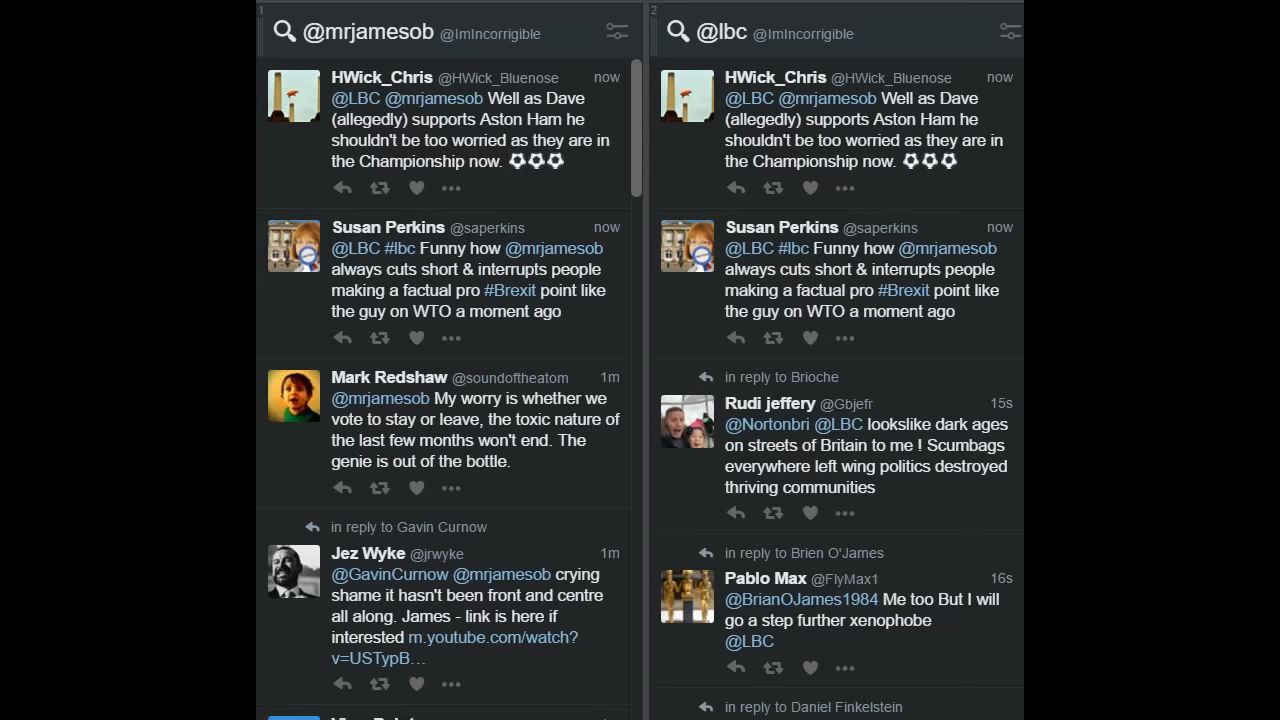 1
@mrjamesob @ImIncorrigible
HWick_Chris @HWick_Bluenose now
@LBC @mrjamesob Well as Dave
(allegedly) supports Aston Ham he
shouldn't be too worried as they are in
the Championship now. ⚽⚽⚽
Susan Perkins @saperkins now
@LBC #lbc Funny how @mrjamesob
always cuts short & interrupts people
making a factual pro #Brexit point like
the guy on WTO a moment ago
Mark Redshaw @soundoftheatom 1m
@mrjamesob My worry is whether we
vote to stay or leave, the toxic nature of
the last few months won't end. The
genie is out of the bottle.
in reply to Gavin Curnow
Jez Wyke @jrwyke 1m
@GavinCurnow @mrjamesob crying
shame it hasn't been front and centre
all along. James - link is here if
interested m.youtube.com/watch?
v=USTypB…
2
@lbc @ImIncorrigible
HWick_Chris @HWick_Bluenose now
@LBC @mrjamesob Well as Dave
(allegedly) supports Aston Ham he
shouldn't be too worried as they are in
the Championship now. ⚽⚽⚽
Susan Perkins @saperkins now
@LBC #lbc Funny how @mrjamesob
always cuts short & interrupts people
making a factual pro #Brexit point like
the guy on WTO a moment ago
in reply to Brioche
Rudi jeffery @Gbjefr 15s
@Nortonbri @LBC lookslike dark ages
on streets of Britain to me ! Scumbags
everywhere left wing politics destroyed
thriving communities
in reply to Brien O'James
Pablo Max @FlyMax1 16s
@BrianOJames1984 Me too But I will
go a step further xenophobe
@LBC
in reply to Daniel Finkelstein